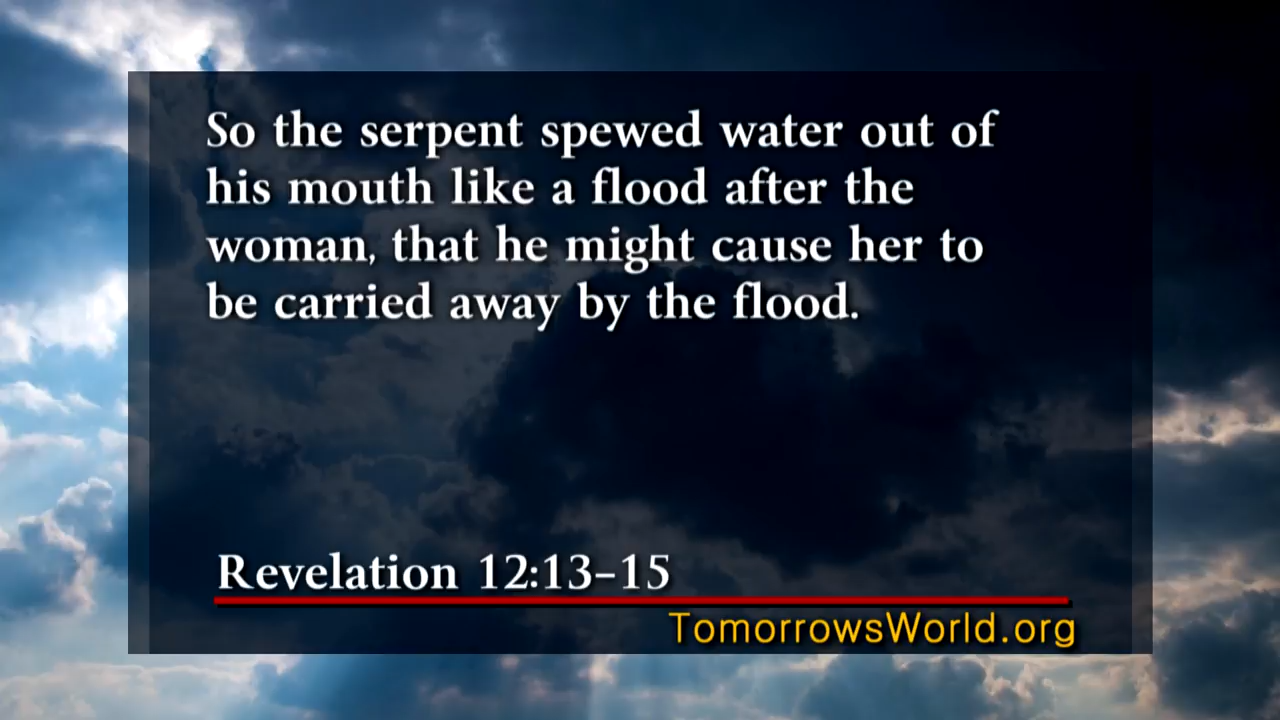 So the serpent spewed water out of
his mouth like a flood after the
woman, that he might cause her to
be carried away by the flood.
Revelation 12:13–15
TomorrowsWorld.org